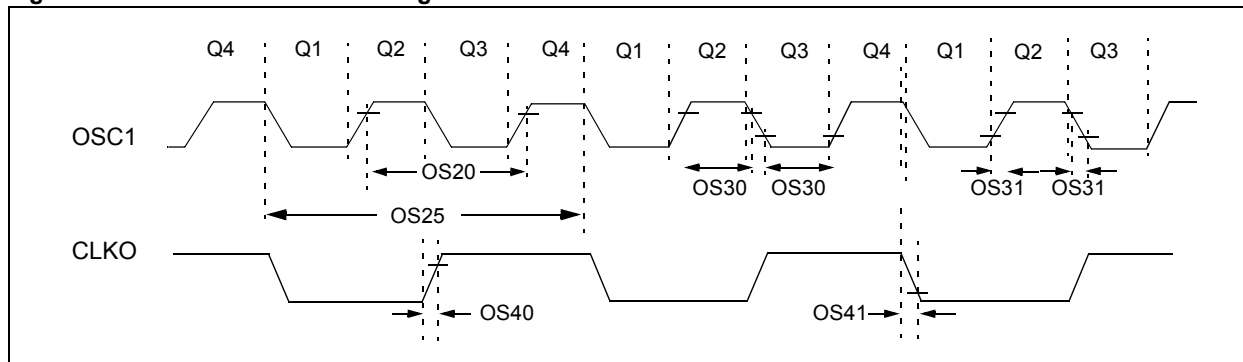 Q4 Q1 Q2 Q3 Q4 Q1 Q2 Q3 Q4 Q1 Q2 Q3
OSC1
OS20
OS30 OS30 OS31 OS31
OS25
CLKO
OS40 OS41